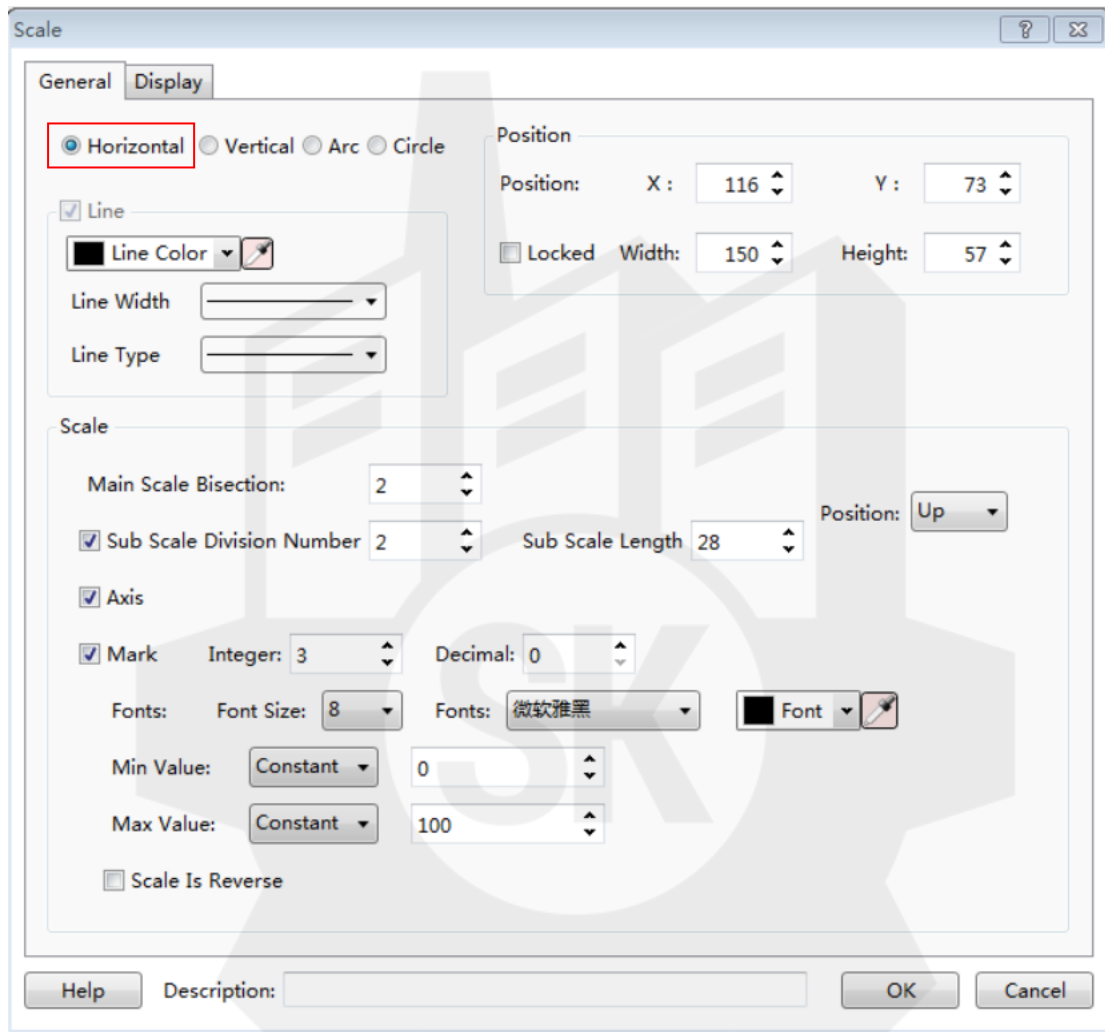 Scale
General Display
Horizontal Vertical Arc Circle
Position
Position: X : 116 Y : 73
Line
Locked Width: 150 Height: 57
Line Color
Line Width
Line Type
Scale
Main Scale Bisection: 2
Position: Up
Sub Scale Division Number 2 Sub Scale Length 28
Axis
Mark Integer: 3 Decimal: 0
Fonts: Font Size: 8 Fonts: 微软雅黑 Font
Min Value: Constant 0
Max Value: Constant 100
Scale Is Reverse
Help Description: OK Cancel
SK